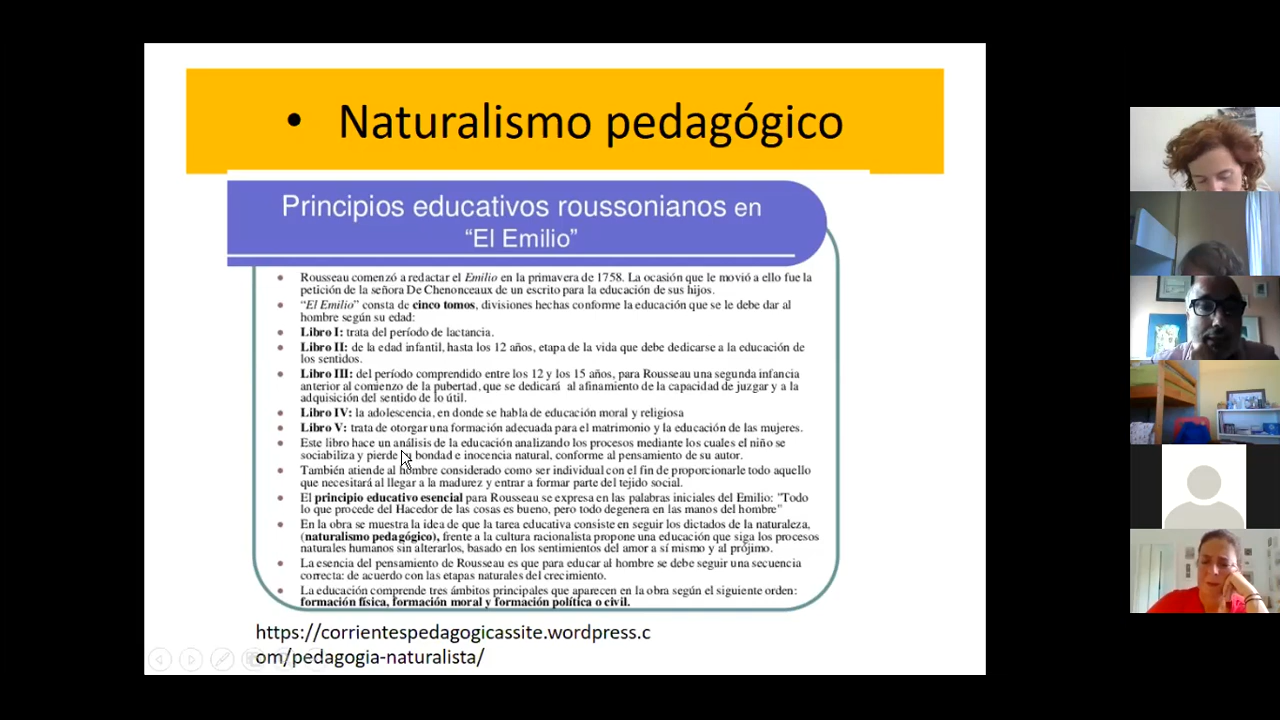 • Naturalismo pedagógico
Principios educativos roussonianos en
“El Emilio”
• Rousseau comenzó a redactar el Emilio en la primavera de 1758. La ocasión que le movió a ello fue la
petición de la señora De Chenonceaux de un escrito para la educación de sus hijos.
• “El Emilio” consta de cinco tomos, divisiones hechas conforme la educación que se le debe dar al
hombre según su edad:
• Libro I: trata del período de lactancia.
• Libro II: de la edad infantil, hasta los 12 años, etapa de la vida que debe dedicarse a la educación de
los sentidos.
• Libro III: del período comprendido entre los 12 y los 15 años, para Rousseau una segunda infancia
anterior al comienzo de la pubertad, que se dedicará al afinamiento de la capacidad de juzgar y a la
adquisición del sentido de lo útil.
• Libro IV: la adolescencia, en donde se habla de educación moral y religiosa
• Libro V: trata de otorgar una formación adecuada para el matrimonio y la educación de las mujeres.
• Este libro hace un análisis de la educación analizando los procesos mediante los cuales el niño se
sociabiliza y pierde la bondad e inocencia natural, conforme al pensamiento de su autor.
• También atiende al hombre considerado como ser individual con el fin de proporcionarle todo aquello
que necesitará al llegar a la madurez y entrar a formar parte del tejido social.
• El principio educativo esencial para Rousseau se expresa en las palabras iniciales del Emilio: "Todo
lo que procede del Hacedor de las cosas es bueno, pero todo degenera en las manos del hombre"
• En la obra se muestra la idea de que la tarea educativa consiste en seguir los dictados de la naturaleza,
(naturalismo pedagógico), frente a la cultura racionalista propone una educación que siga los procesos
naturales humanos sin alterarlos, basado en los sentimientos del amor a sí mismo y al prójimo.
• La esencia del pensamiento de Rousseau es que para educar al hombre se debe seguir una secuencia
correcta: de acuerdo con las etapas naturales del crecimiento.
• La educación comprende tres ámbitos principales que aparecen en la obra según el siguiente orden:
formación física, formación moral y formación política o civil.
https://corrientespedagogicassite.wordpress.c
om/pedagogia-naturalista/